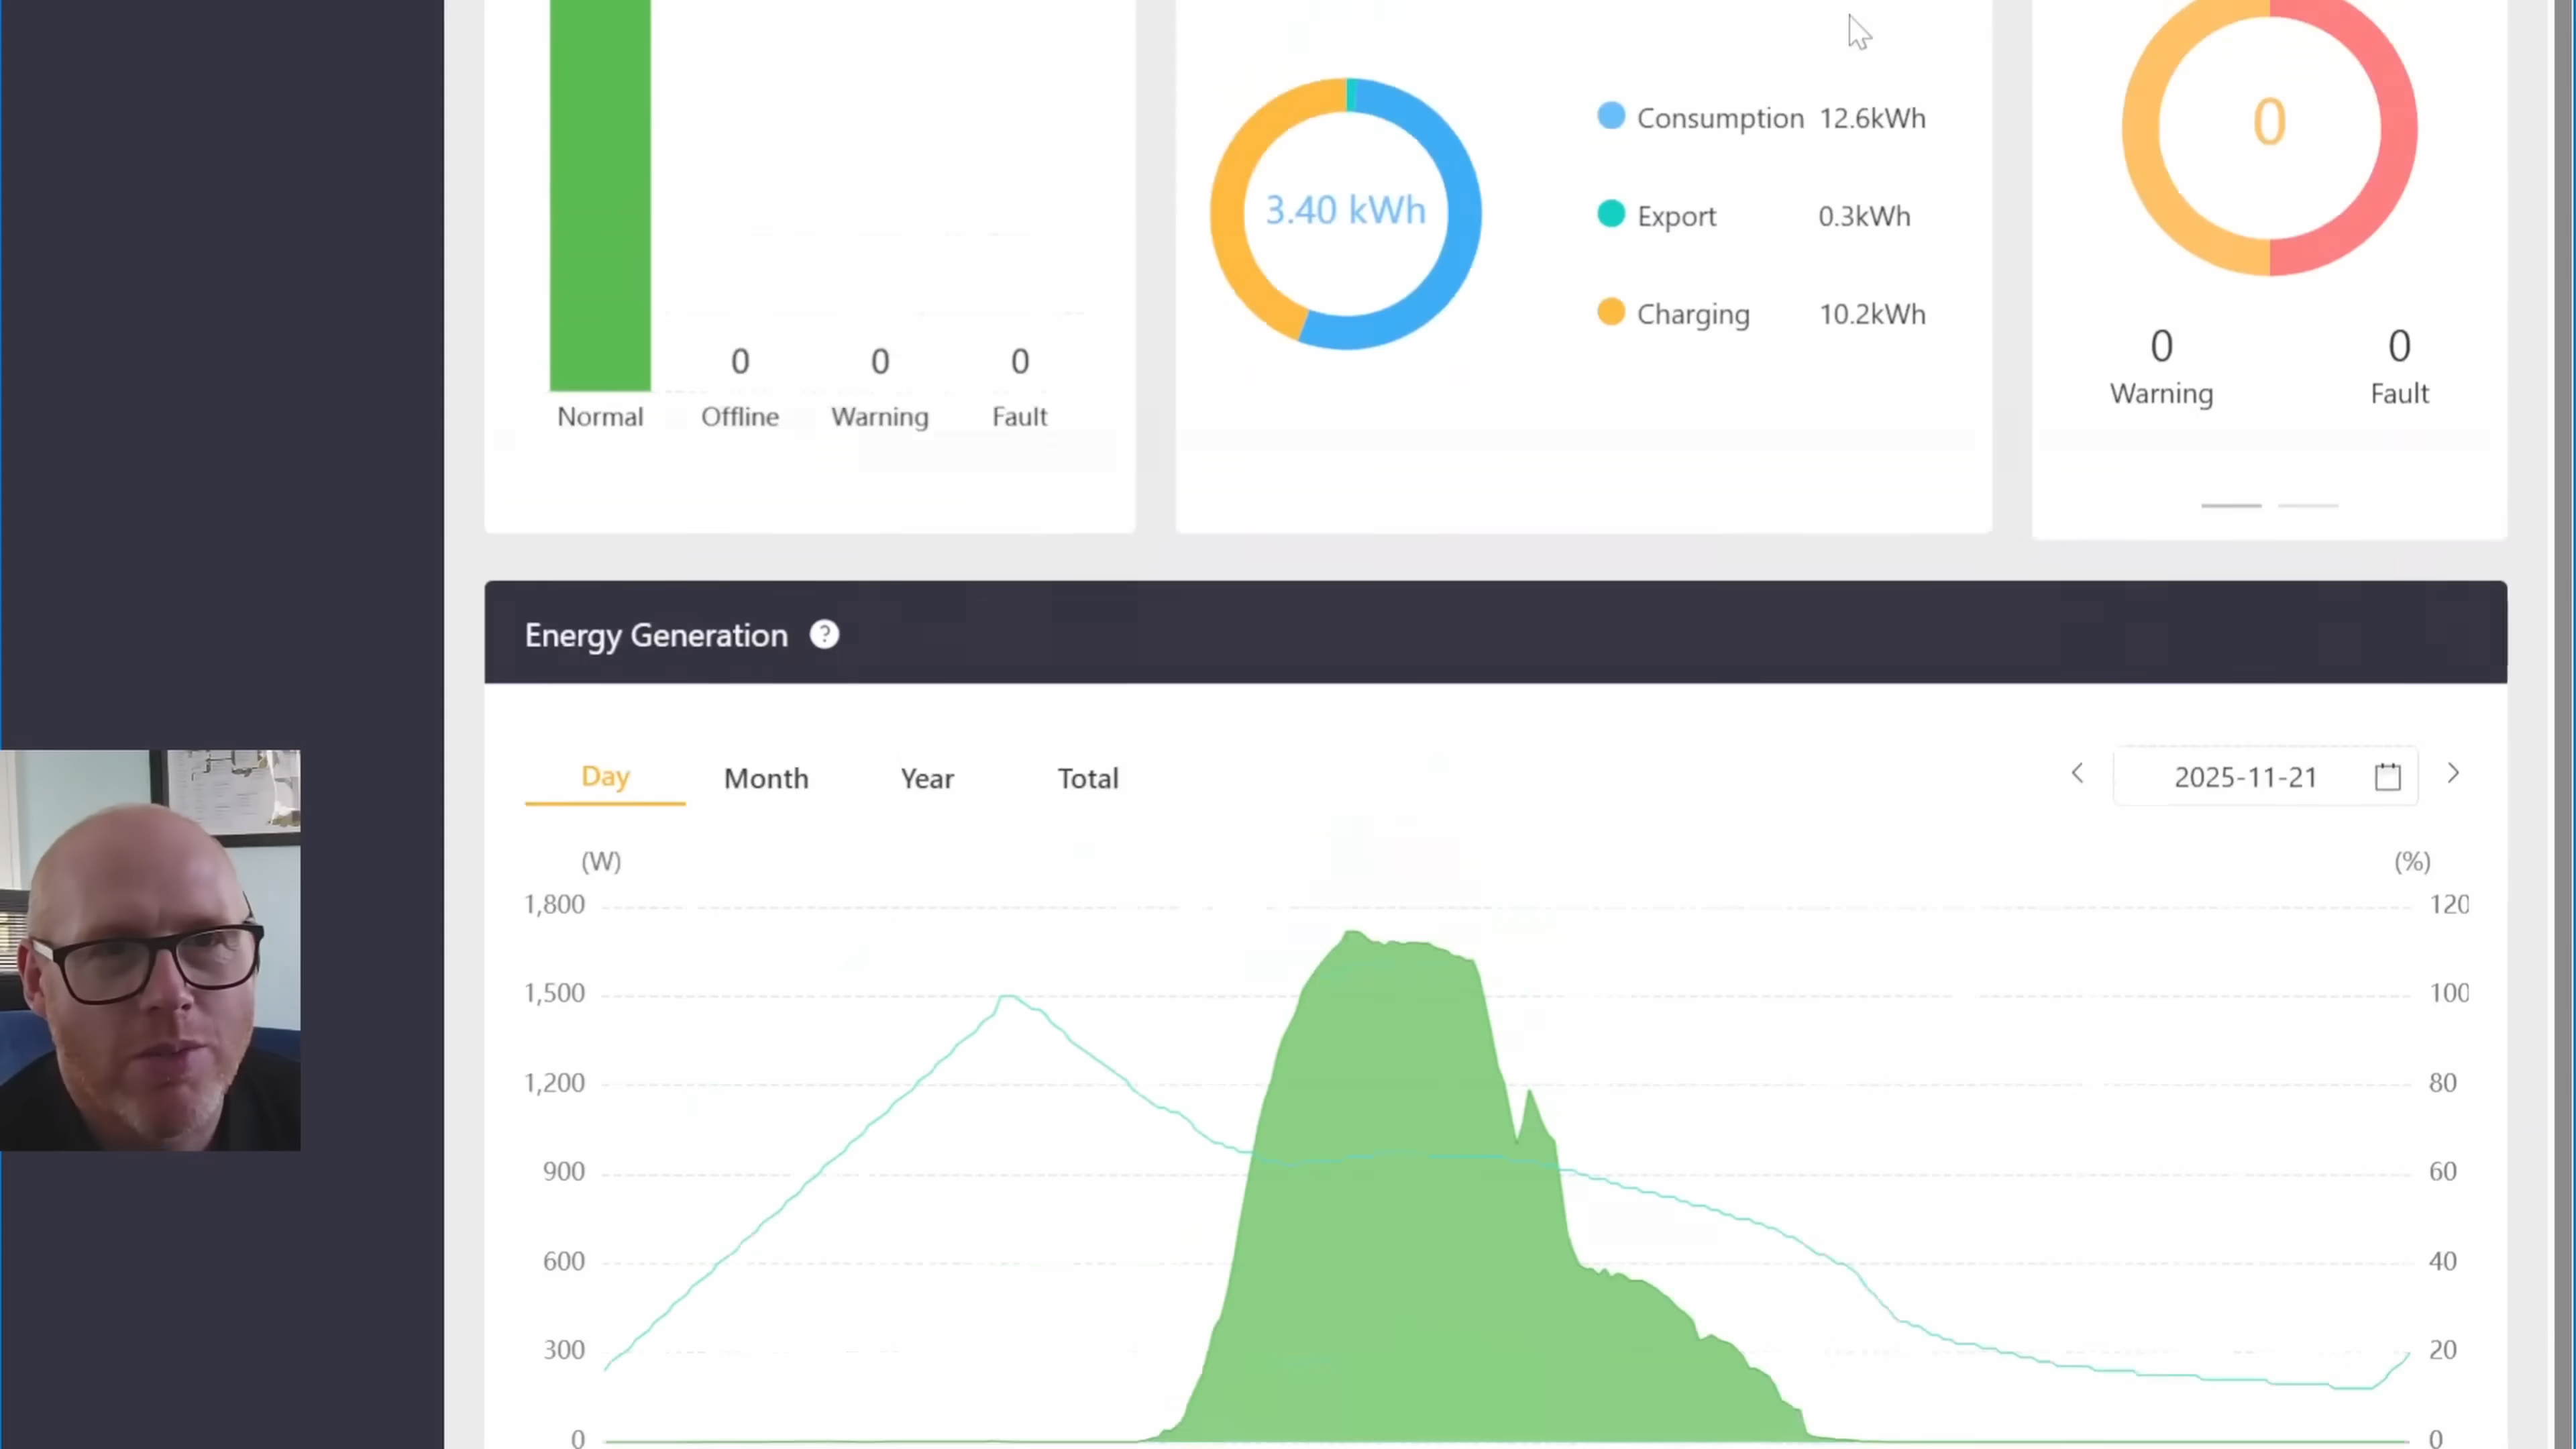 0 0 0
Normal Offline Warning Fault
3.40 kWh
Consumption 12.6kWh
Export 0.3kWh
Charging 10.2kWh
0
0 0
Warning Fault
Energy Generation ?
Day Month Year Total
2025-11-21
(W) (%)
1,800 120
1,500 100
1,200 80
900 60
600 40
300 20
0 0